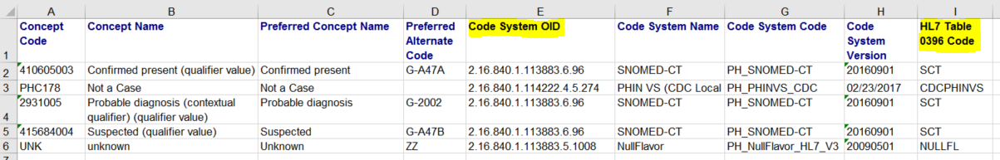 A B C D E F G H I
1 Concept Code Concept Name Preferred Concept Name Preferred Alternate Code Code System OID Code System Name Code System Code Code System Version HL7 Table 0396 Code
2 410605003 Confirmed present (qualifier value) Confirmed present G-A47A 2.16.840.1.113883.6.96 SNOMED-CT PH_SNOMED-CT 20160901 SCT
3 PHC178 Not a Case Not a Case 2.16.840.1.114222.4.5.274 PHIN VS (CDC Local PH_PHINVS_CDC 02/23/2017 CDCPHINVS
4 2931005 Probable diagnosis (contextual qualifier) (qualifier value) Probable diagnosis G-2002 2.16.840.1.113883.6.96 SNOMED-CT PH_SNOMED-CT 20160901 SCT
5 415684004 Suspected (qualifier value) Suspected G-A47B 2.16.840.1.113883.6.96 SNOMED-CT PH_SNOMED-CT 20160901 SCT
6 UNK unknown Unknown ZZ 2.16.840.1.113883.5.1008 NullFlavor PH_NullFlavor_HL7_V3 20090501 NULLFL